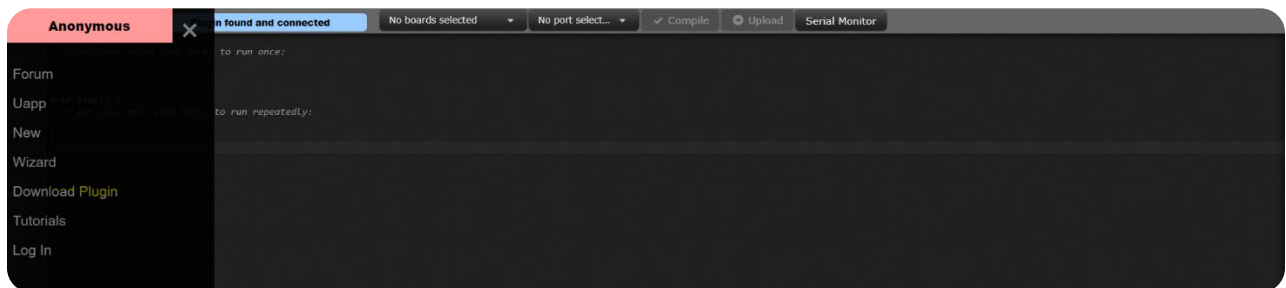 Anonymous
×
n found and connected
No boards selected
No port select...
Compile
Upload
Serial Monitor
to run once:
Forum
Uapp
to run repeatedly:
New
Wizard
Download Plugin
Tutorials
Log In